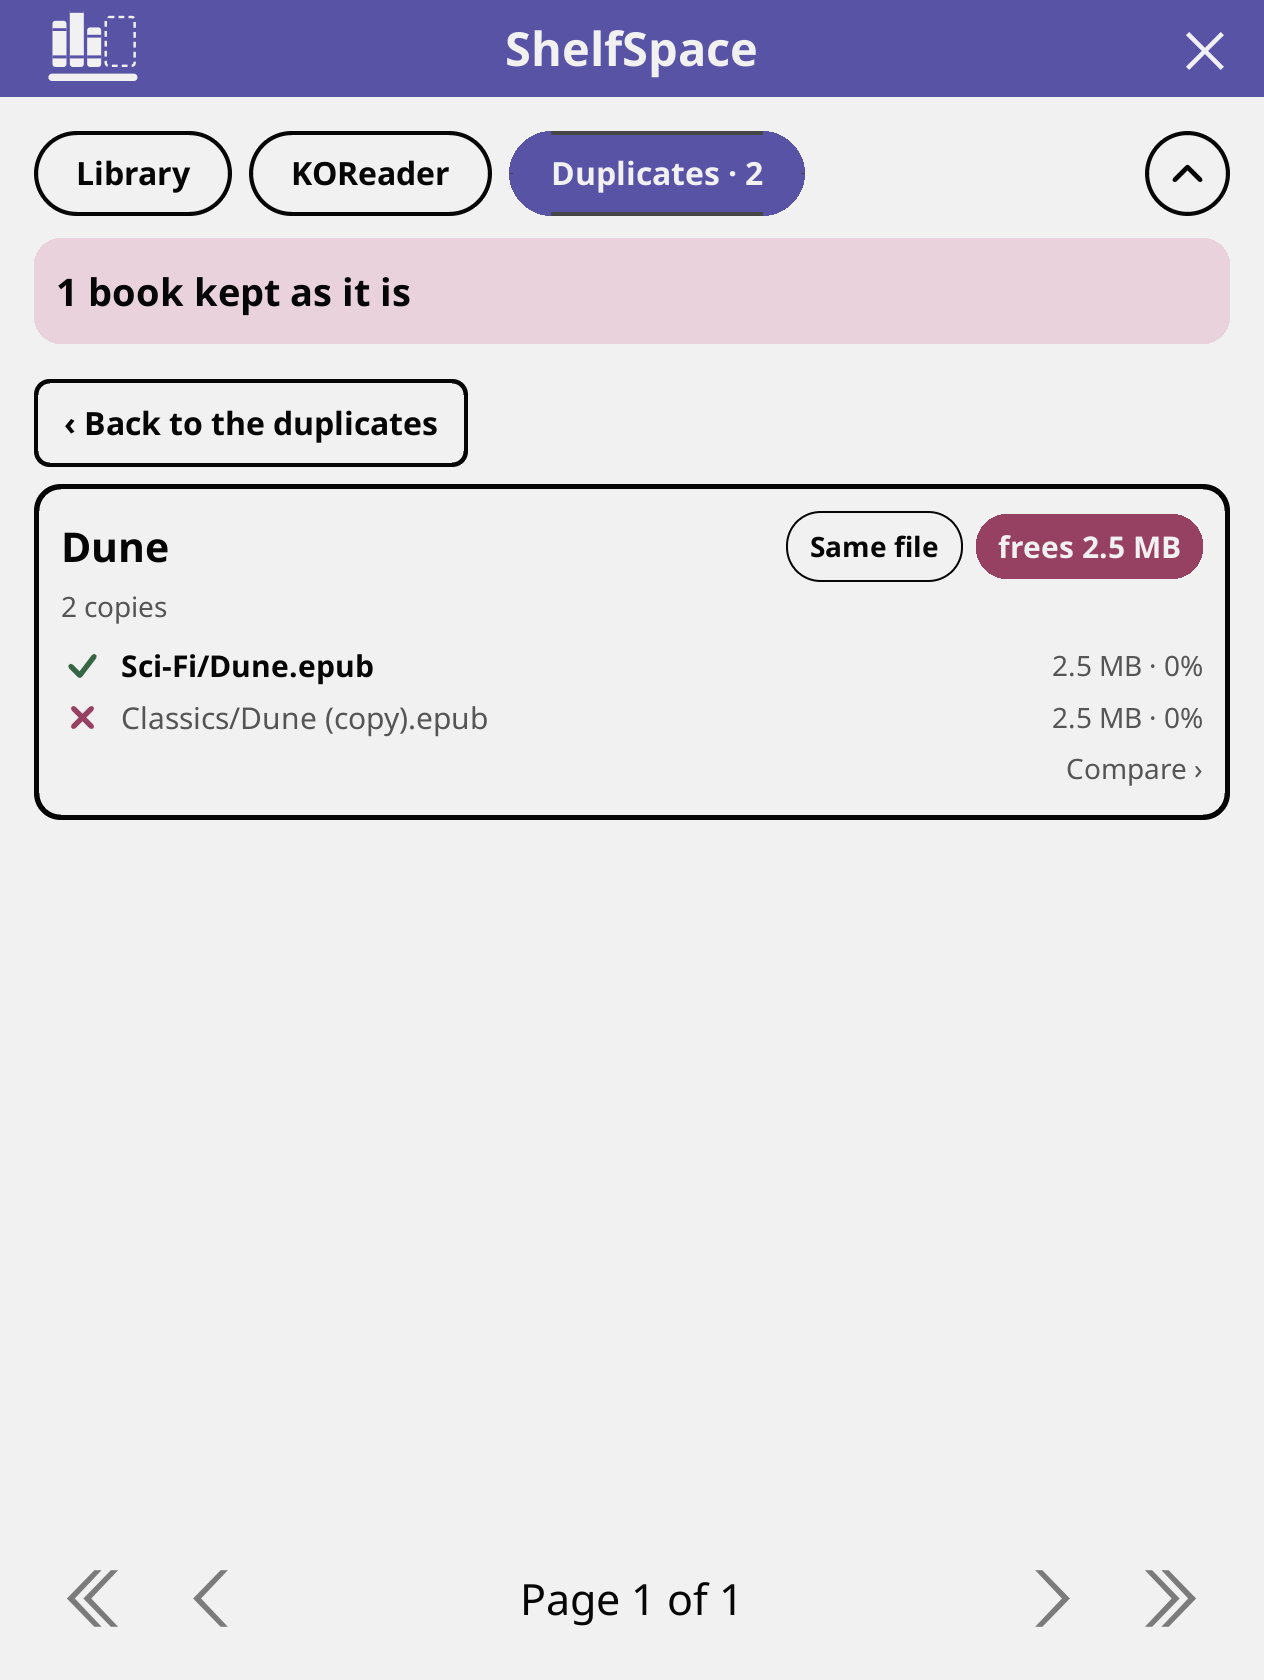 ShelfSpace
Library
KOReader
Duplicates · 2
1 book kept as it is
‹ Back to the duplicates
Dune
Same file
frees 2.5 MB
2 copies
Sci-Fi/Dune.epub
2.5 MB · 0%
Classics/Dune (copy).epub
2.5 MB · 0%
Compare ›
Page 1 of 1